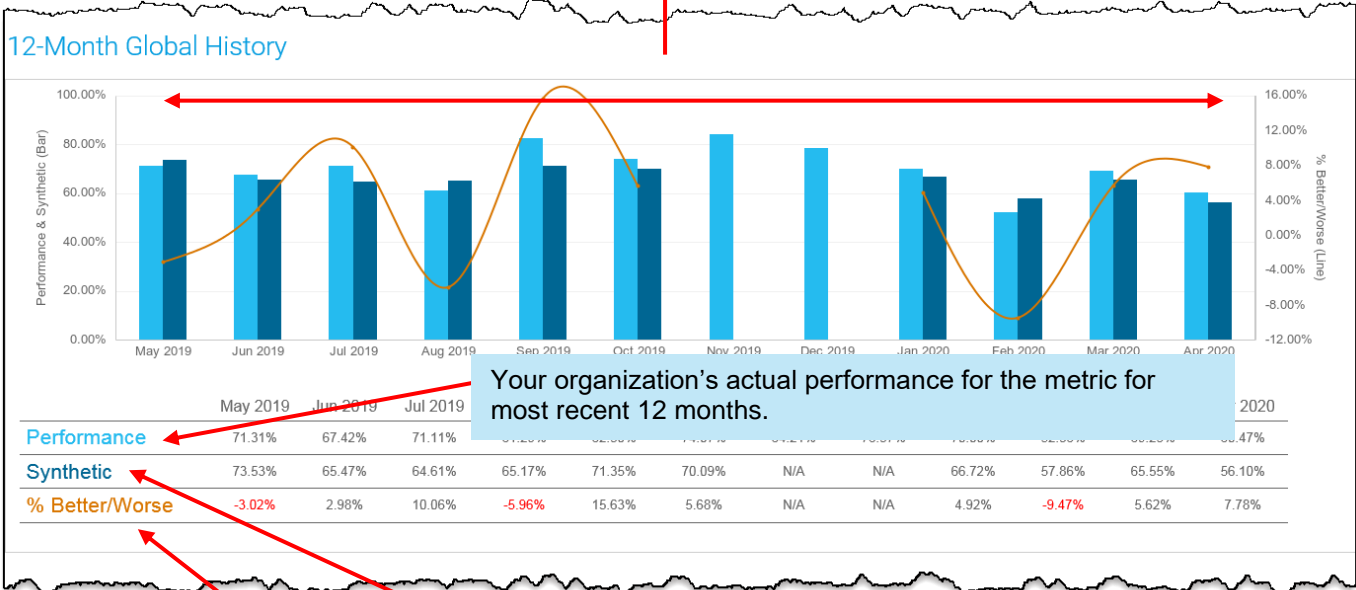 12-Month Global History
100.00%
80.00%
60.00%
40.00%
20.00%
0.00%
Performance & Synthetic (Bar)
16.00%
12.00%
8.00%
4.00%
0.00%
-4.00%
-8.00%
-12.00%
% Better/Worse (Line)
May 2019 Jun 2019 Jul 2019 Aug 2019 Sep 2019 Oct 2019 Nov 2019 Dec 2019 Jan 2020 Feb 2020 Mar 2020 Apr 2020
Your organization’s actual performance for the metric for
most recent 12 months.
May 2019 Jun 2019 Jul 2019 2020
Performance 71.31% 67.42% 71.11%
Synthetic 73.53% 65.47% 64.61% 65.17% 71.35% 70.09% N/A N/A 66.72% 57.86% 65.55% 56.10%
% Better/Worse -3.02% 2.98% 10.06% -5.96% 15.63% 5.68% N/A N/A 4.92% -9.47% 5.62% 7.78%